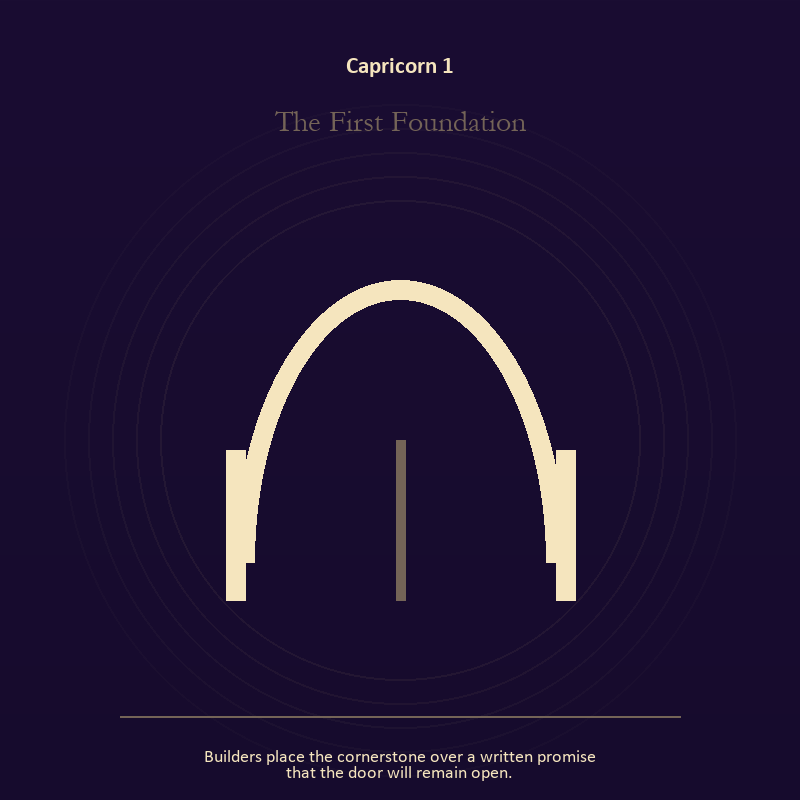 Capricorn 1
The First Foundation
Builders place the cornerstone over a written promise
that the door will remain open.